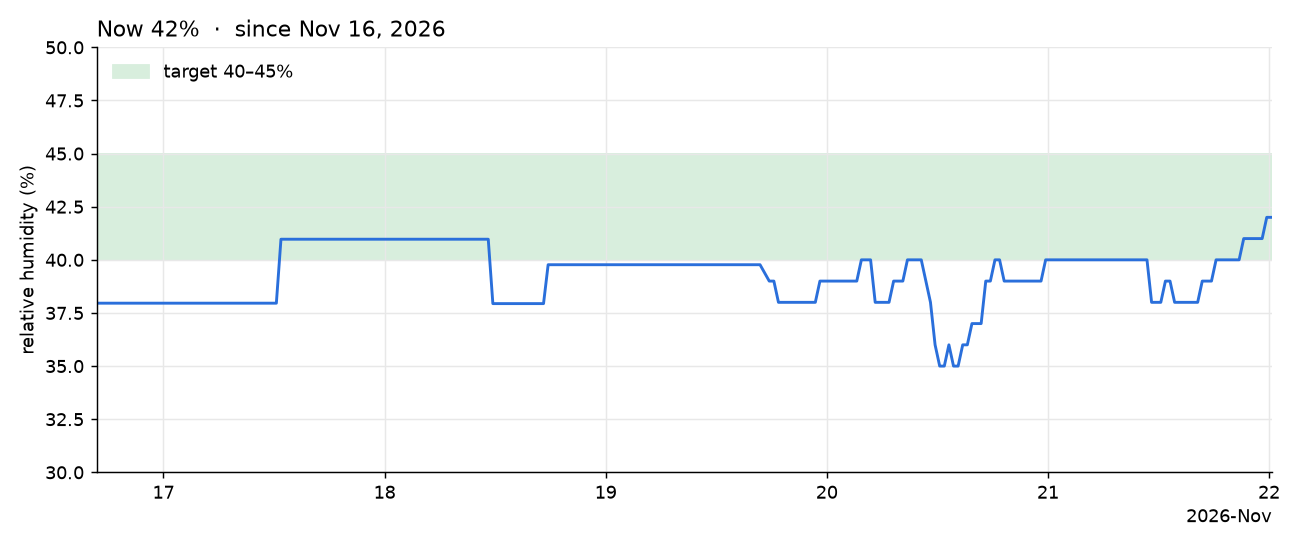 Now 42%  ·  since Nov 16, 2026
target 40–45%
relative humidity (%)
50.0
47.5
45.0
42.5
40.0
37.5
35.0
32.5
30.0
17 18 19 20 21 22
2026-Nov